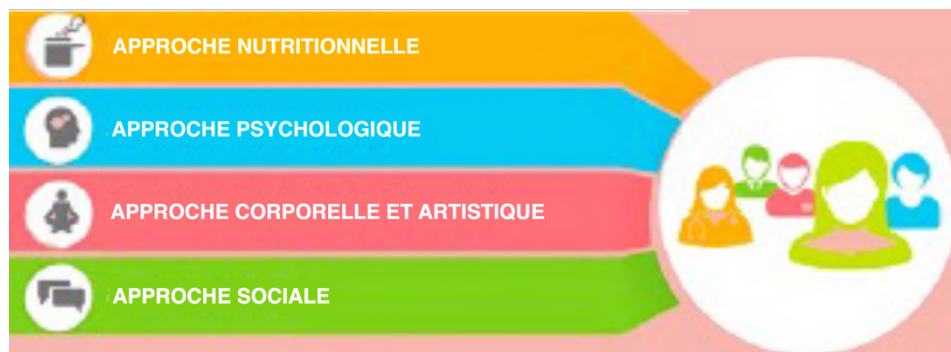 APPROCHE NUTRITIONNELLE
APPROCHE PSYCHOLOGIQUE
APPROCHE CORPORELLE ET ARTISTIQUE
APPROCHE SOCIALE